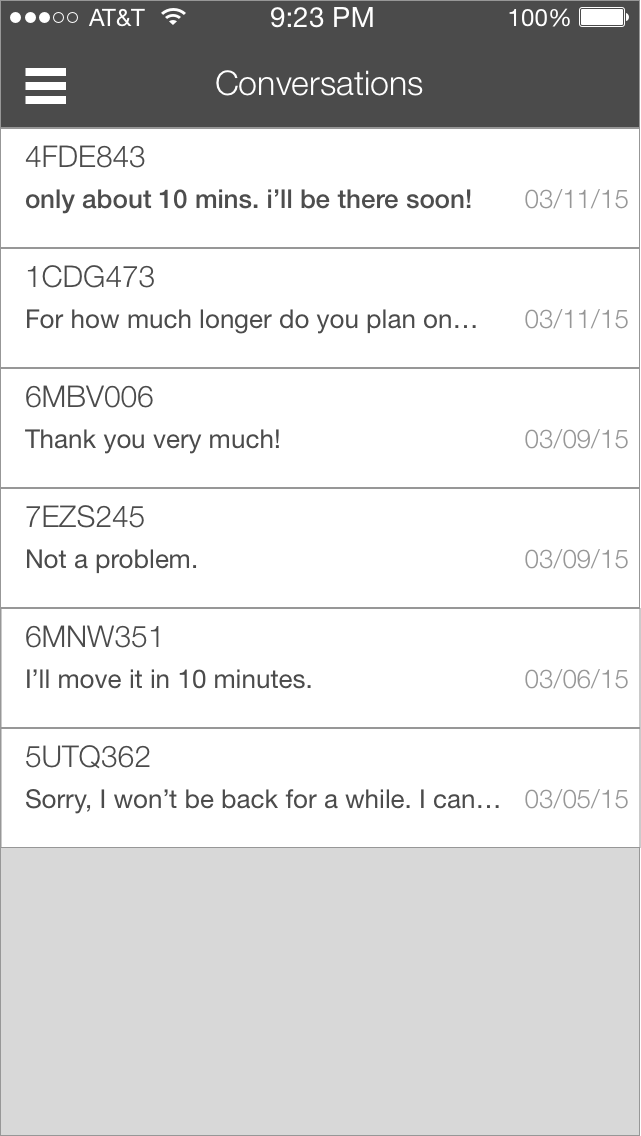 AT&T 9:23 PM 100%
Conversations
4FDE843
only about 10 mins. i’ll be there soon! 03/11/15
1CDG473
For how much longer do you plan on… 03/11/15
6MBV006
Thank you very much! 03/09/15
7EZS245
Not a problem. 03/09/15
6MNW351
I’ll move it in 10 minutes. 03/06/15
5UTQ362
Sorry, I won’t be back for a while. I can… 03/05/15